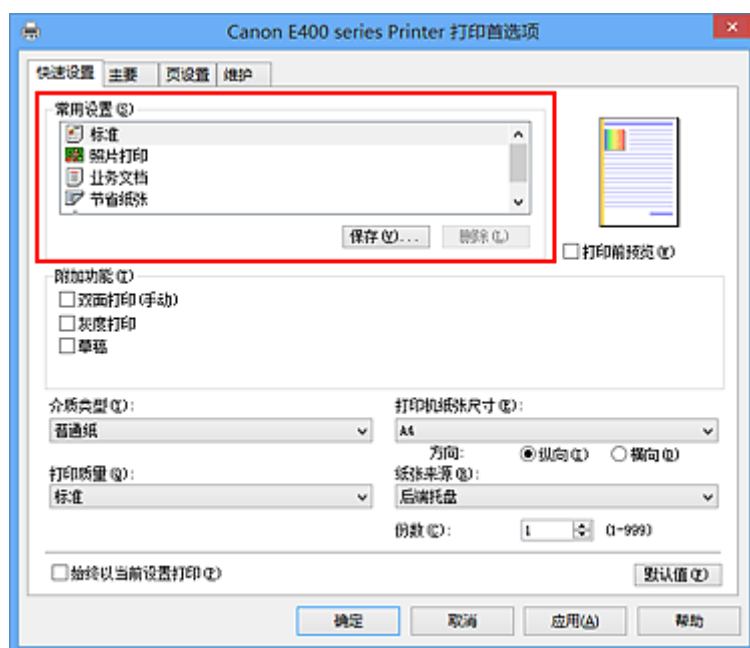 Canon E400 series Printer 打印首选项
快速设置 主要 页设置 维护
常用设置(S)
标准
照片打印
业务文档
节省纸张
保存(V)... 删除(L)
打印前预览(W)
附加功能(T)
双面打印(手动)
灰度打印
草稿
介质类型(Y): 打印机纸张尺寸(E):
普通纸 A4
方向: 纵向(I) 横向(D)
打印质量(Q): 纸张来源(R):
标准 后端托盘
份数(C): 1 (1-999)
始终以当前设置打印(P) 默认值(F)
确定 取消 应用(A) 帮助